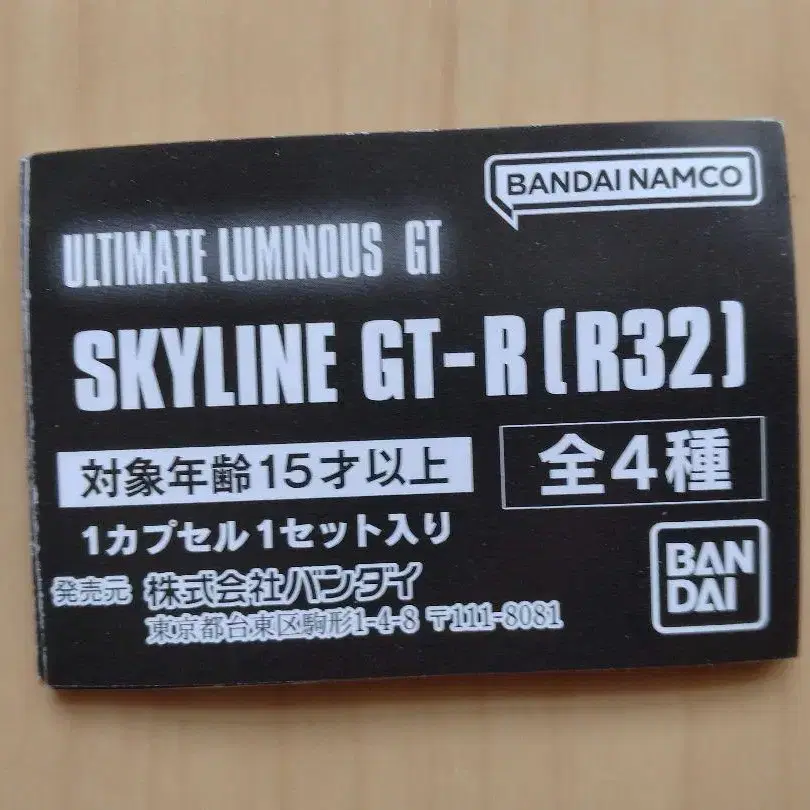 BANDAI NAMCO
ULTIMATE LUMINOUS GT
SKYLINE GT-R(R32)
対象年齢15才以上
全4種
1カプセル1セット入り
発売元 株式会社バンダイ
東京都台東区駒形1-4-8 〒111-8081
BAN
DAI